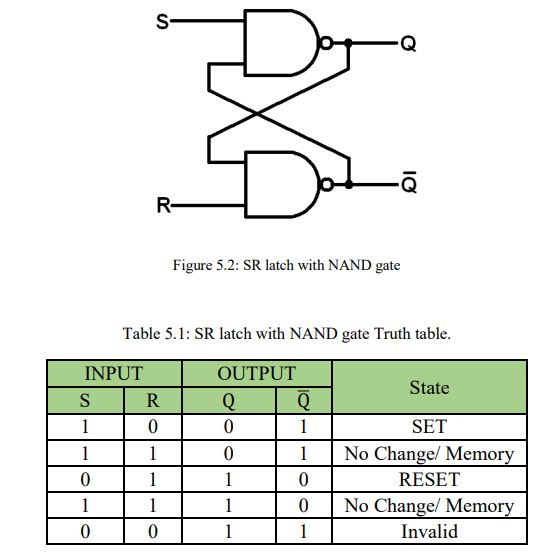 S
Q
Q̅
R
Figure 5.2: SR latch with NAND gate
Table 5.1: SR latch with NAND gate Truth table.
INPUT OUTPUT State
S R Q Q̅
1 0 0 1 SET
1 1 0 1 No Change/ Memory
0 1 1 0 RESET
1 1 1 0 No Change/ Memory
0 0 1 1 Invalid